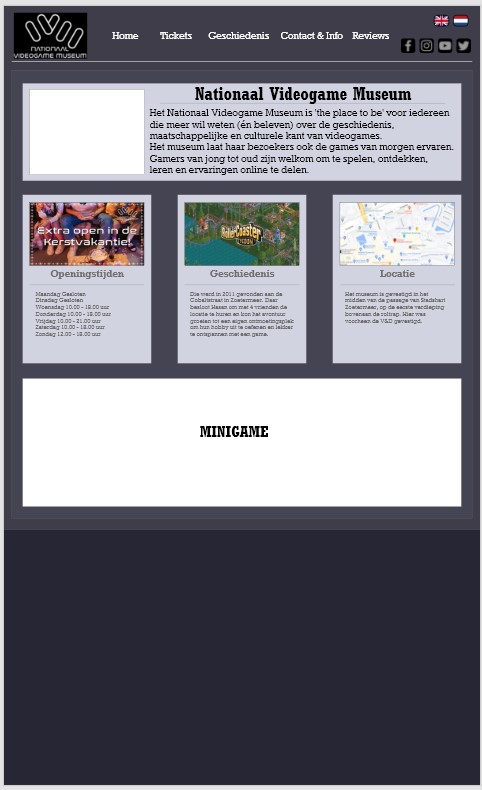 NATIONAAL
VIDEOGAME MUSEUM
Home Tickets Geschiedenis Contact & Info Reviews
Nationaal Videogame Museum
Het Nationaal Videogame Museum is 'the place to be' voor iedereen
die meer wil weten (én beleven) over de geschiedenis,
maatschappelijke en culturele kant van videogames.
Het museum laat haar bezoekers ook de games van morgen ervaren.
Gamers van jong tot oud zijn welkom om te spelen, ontdekken,
leren en ervaringen online te delen.
Extra open in de
Kerstvakantie!
Openingstijden
Maandag Gesloten
Dinsdag Gesloten
Woensdag 10.00 - 18.00 uur
Donderdag 10.00 - 18.00 uur
Vrijdag 10.00 - 21.00 uur
Zaterdag 10.00 - 18.00 uur
Zondag 12.00 - 18.00 uur
RollerCoaster
TYCOON
Geschiedenis
Die werd in 2011 gevonden aan de
Cobaltstraat in Zoetermeer. Daar
besloot Hasan om met 4 vrienden de
locatie te huren en kon het avontuur
groeien tot een eigen ontmoetingsplek
om hun hobby uit te oefenen en lekker
te ontspannen met een game.
Locatie
Het museum is gevestigd in het
midden van de passage van Stadshart
Zoetermeer, op de eerste verdieping
bovenaan de roltrap. Hier was
voorheen de V&D gevestigd.
MINIGAME